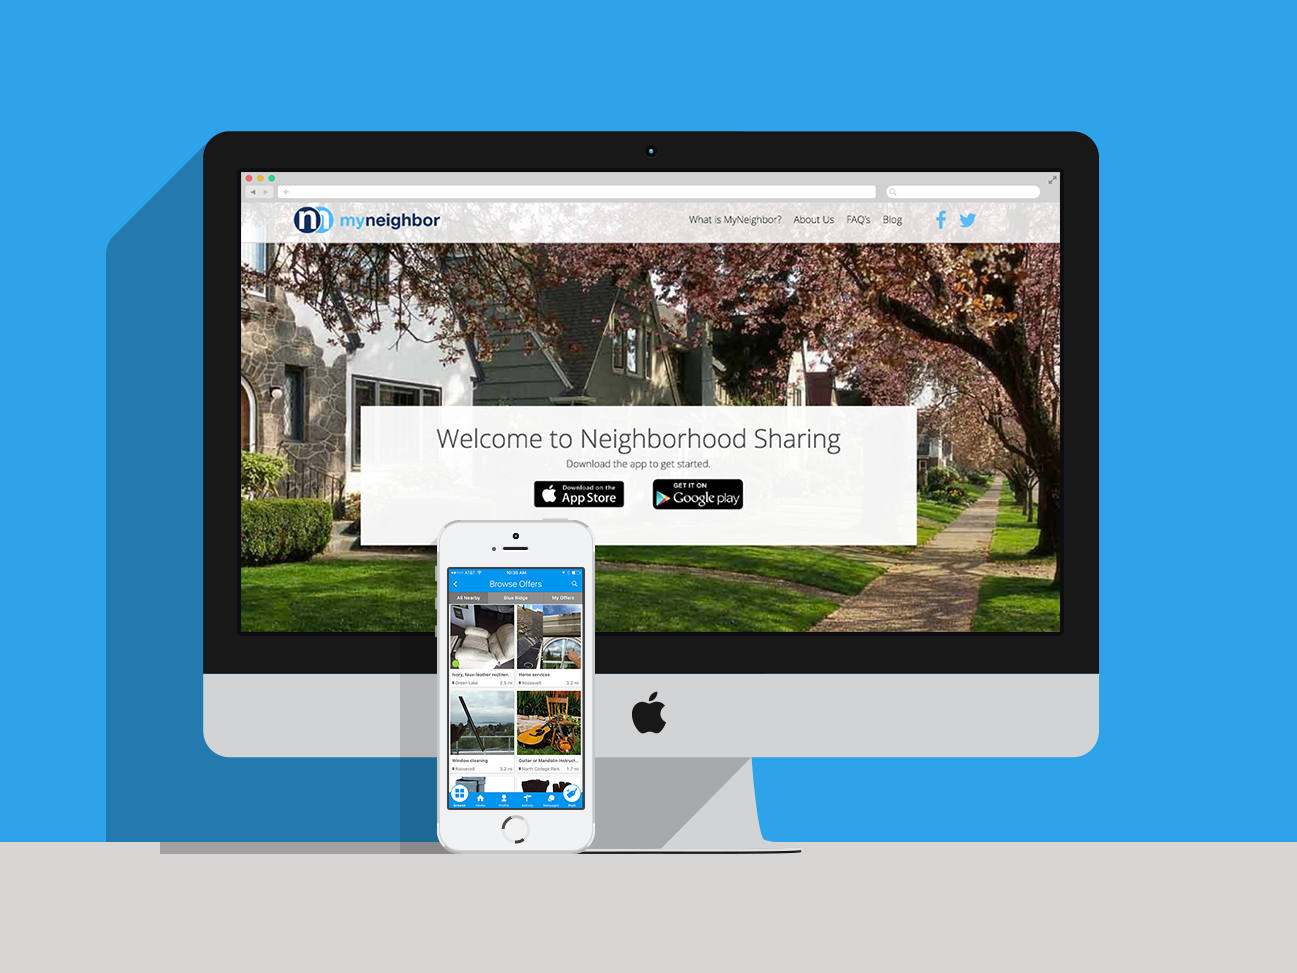 myneighbor
What is MyNeighbor? About Us FAQ's Blog
Welcome to Neighborhood Sharing
Download the app to get started.
Download on the
App Store
GET IT ON
Google play
AT&T 10:35 AM
Browse Offers
All Nearby Blue Ridge My Offers
Ivory, faux-leather recliner.
Green Lake 2.5 mi
Home services
Roosevelt 3.2 mi
Window cleaning
Roosevelt 3.2 mi
Guitar or Mandolin Instruct...
North College Park 1.7 mi
Browse Home Profile Activity Messages Post